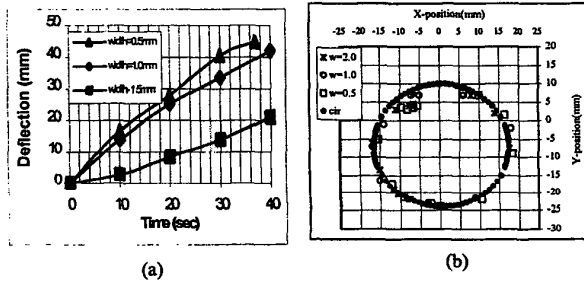 (a)
Deflection (mm)
50
40
30
20
10
0
width=0.5mm
width=1.0mm
width-15mm
0 10 20 30 40
Time(sec)
(b)
X-position(mm)
-25 -20 -15 -10 -5 0 5 10 15 20 25
w=2.0
w=1.0
w=0.5
cir
20
15
10
5
0
-5
-10
-15
-20
-25
-30
Y-position(mm)
(a)
(b)